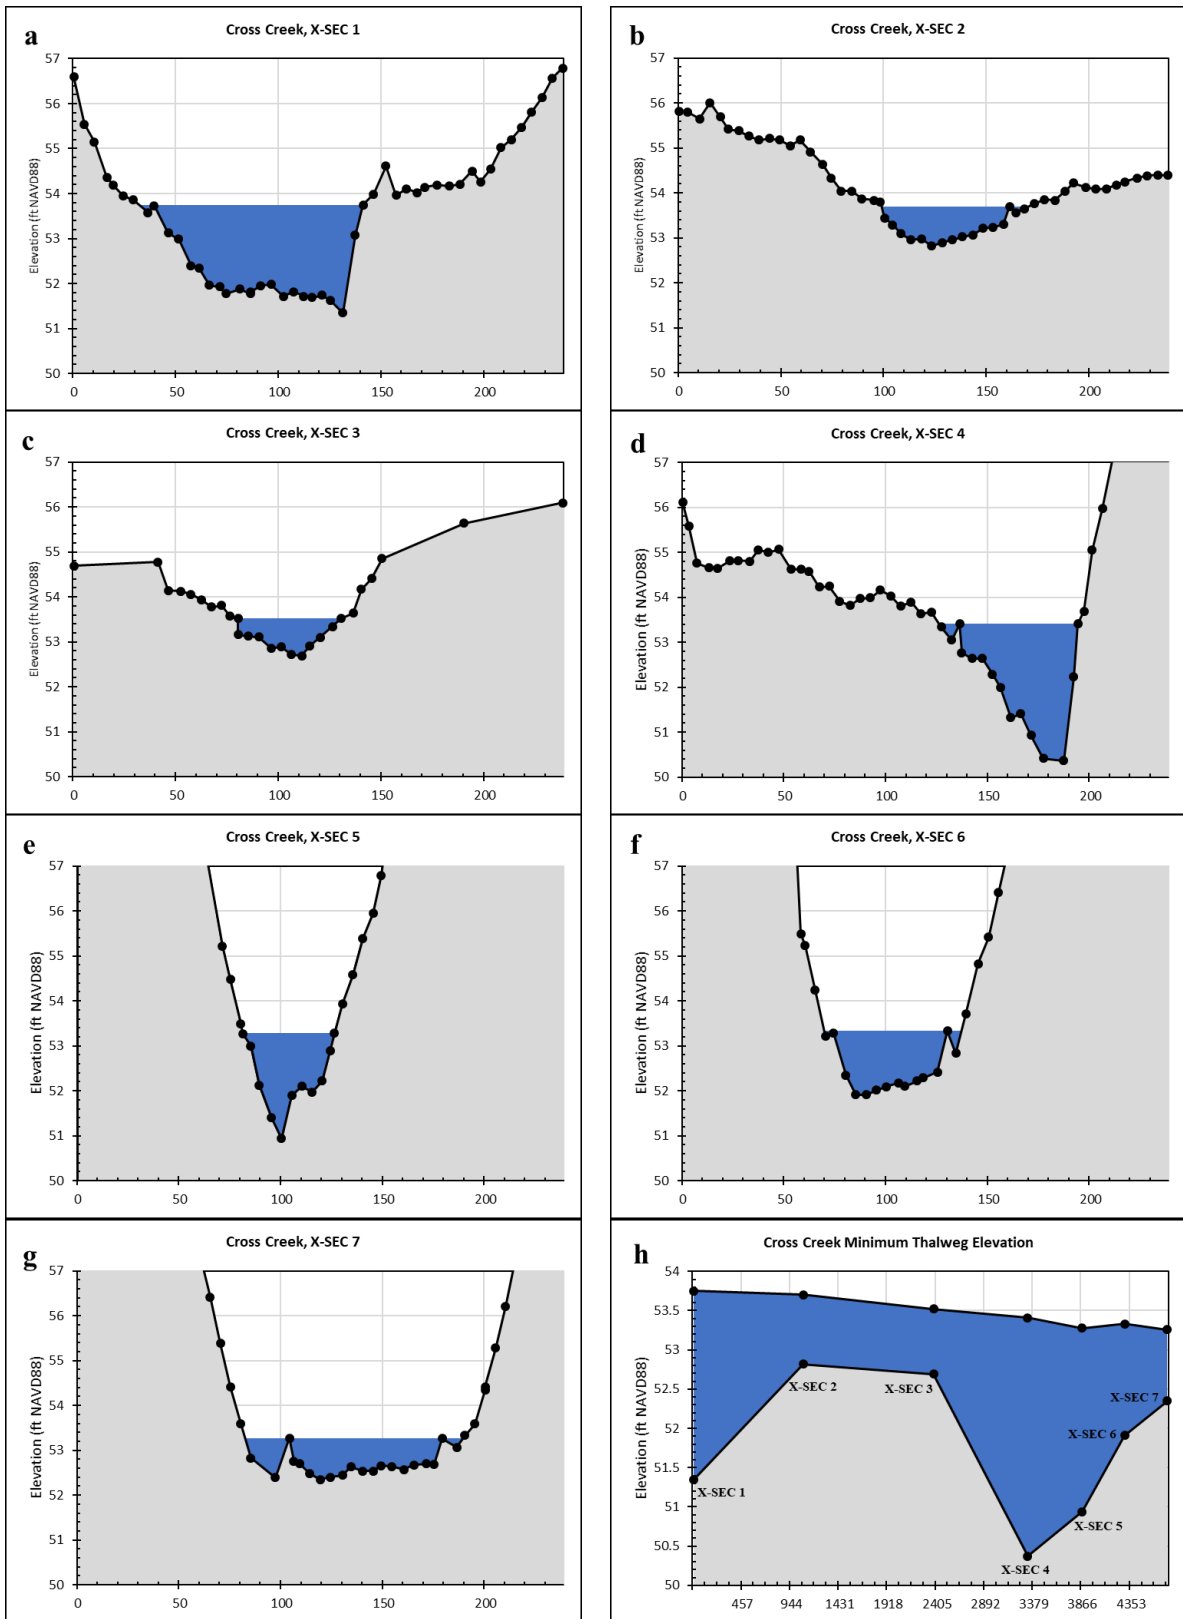 a
Cross Creek, X-SEC 1
57
56
55
54
53
52
51
50
Elevation (ft NAVD88)
0 50 100 150 200
b
Cross Creek, X-SEC 2
57
56
55
54
53
52
51
50
Elevation (ft NAVD88)
0 50 100 150 200
c
Cross Creek, X-SEC 3
57
56
55
54
53
52
51
50
Elevation (ft NAVD88)
0 50 100 150 200
d
Cross Creek, X-SEC 4
57
56
55
54
53
52
51
50
Elevation (ft NAVD88)
0 50 100 150 200
e
Cross Creek, X-SEC 5
57
56
55
54
53
52
51
50
Elevation (ft NAVD88)
0 50 100 150 200
f
Cross Creek, X-SEC 6
57
56
55
54
53
52
51
50
Elevation (ft NAVD88)
0 50 100 150 200
g
Cross Creek, X-SEC 7
57
56
55
54
53
52
51
50
Elevation (ft NAVD88)
0 50 100 150 200
h
Cross Creek Minimum Thalweg Elevation
54
53.5
53
52.5
52
51.5
51
50.5
50
Elevation (ft NAVD88)
X-SEC 1
X-SEC 2
X-SEC 3
X-SEC 4
X-SEC 5
X-SEC 6
X-SEC 7
457 944 1431 1918 2405 2892 3379 3866 4353